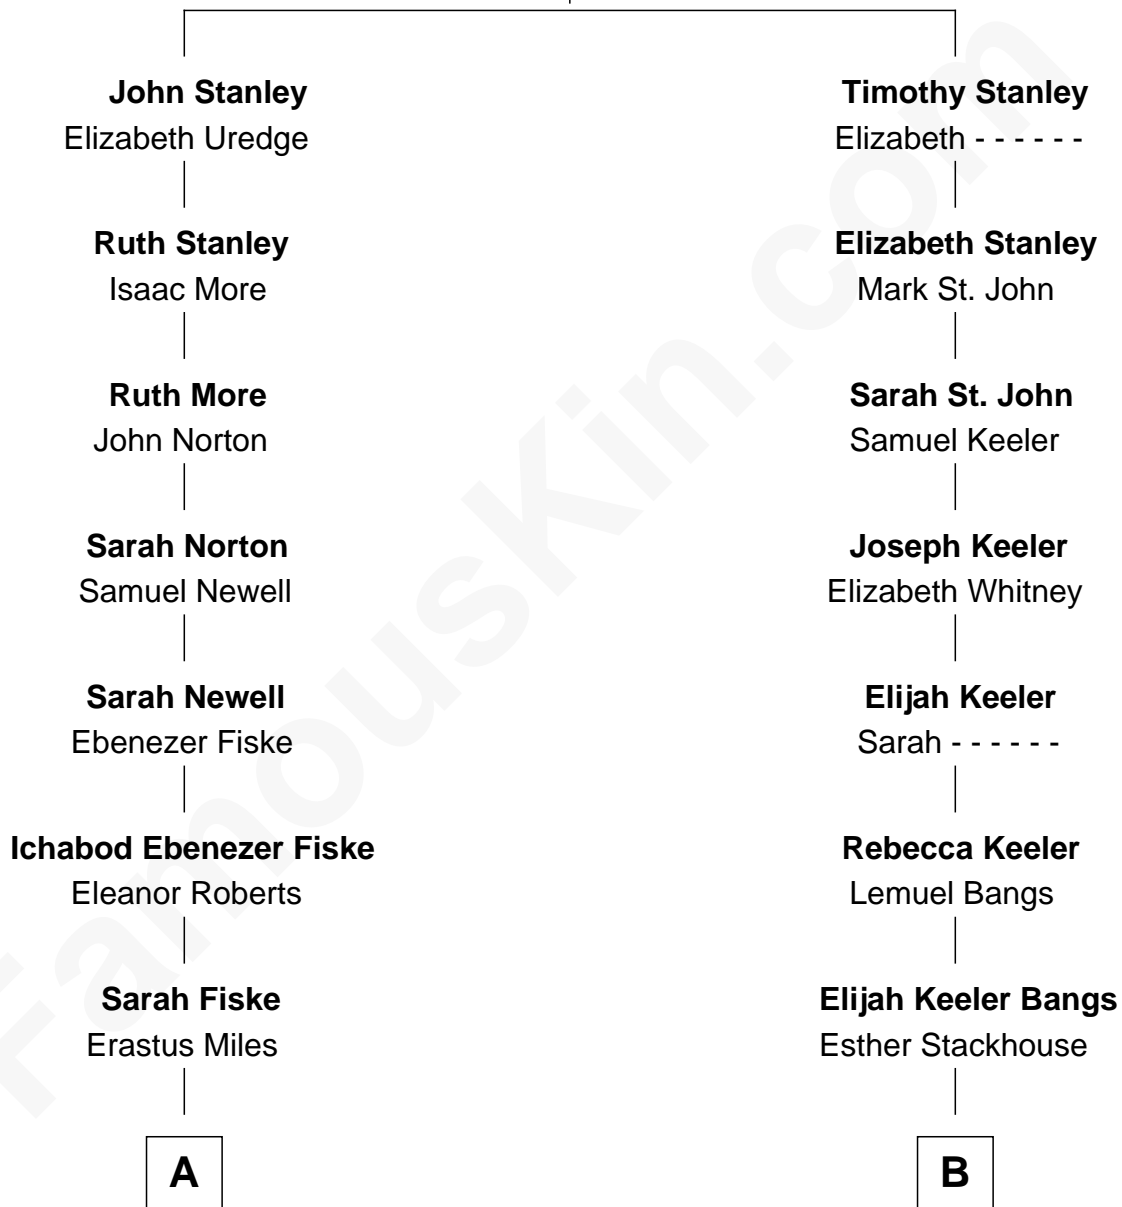 John Stanley
Elizabeth Uredge
Ruth Stanley
Isaac More
Ruth More
John Norton
Sarah Norton
Samuel Newell
Sarah Newell
Ebenezer Fiske
Ichabod Ebenezer Fiske
Eleanor Roberts
Sarah Fiske
Erastus Miles
A
Timothy Stanley
Elizabeth - - - - - -
Elizabeth Stanley
Mark St. John
Sarah St. John
Samuel Keeler
Joseph Keeler
Elizabeth Whitney
Elijah Keeler
Sarah - - - - - -
Rebecca Keeler
Lemuel Bangs
Elijah Keeler Bangs
Esther Stackhouse
B
FamousKin.com